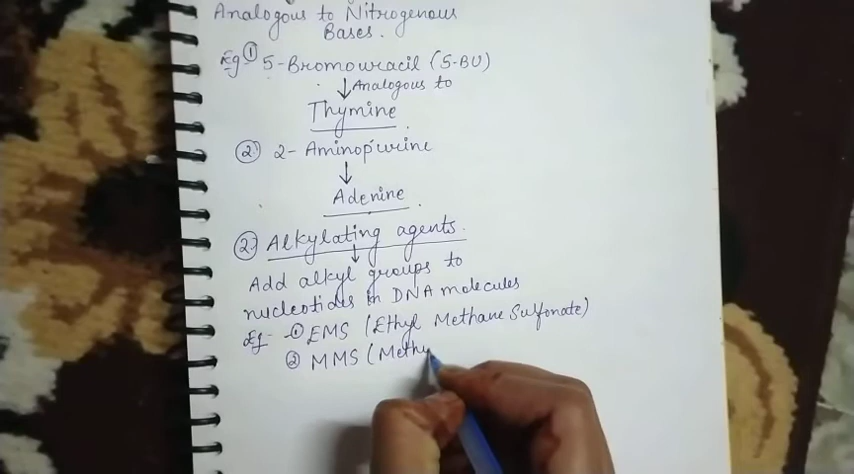 Analogous to Nitrogenous
Bases.
Eg ① 5-Bromouracil (5-BU)
↓ Analogous to
Thymine
② 2-Aminopurine
↓
Adenine
② Alkylating agents.
↓
Add alkyl groups to
nucleotides in DNA molecules
Eg - ① EMS (Ethyl Methane Sulfonate)
② MMS (Methy